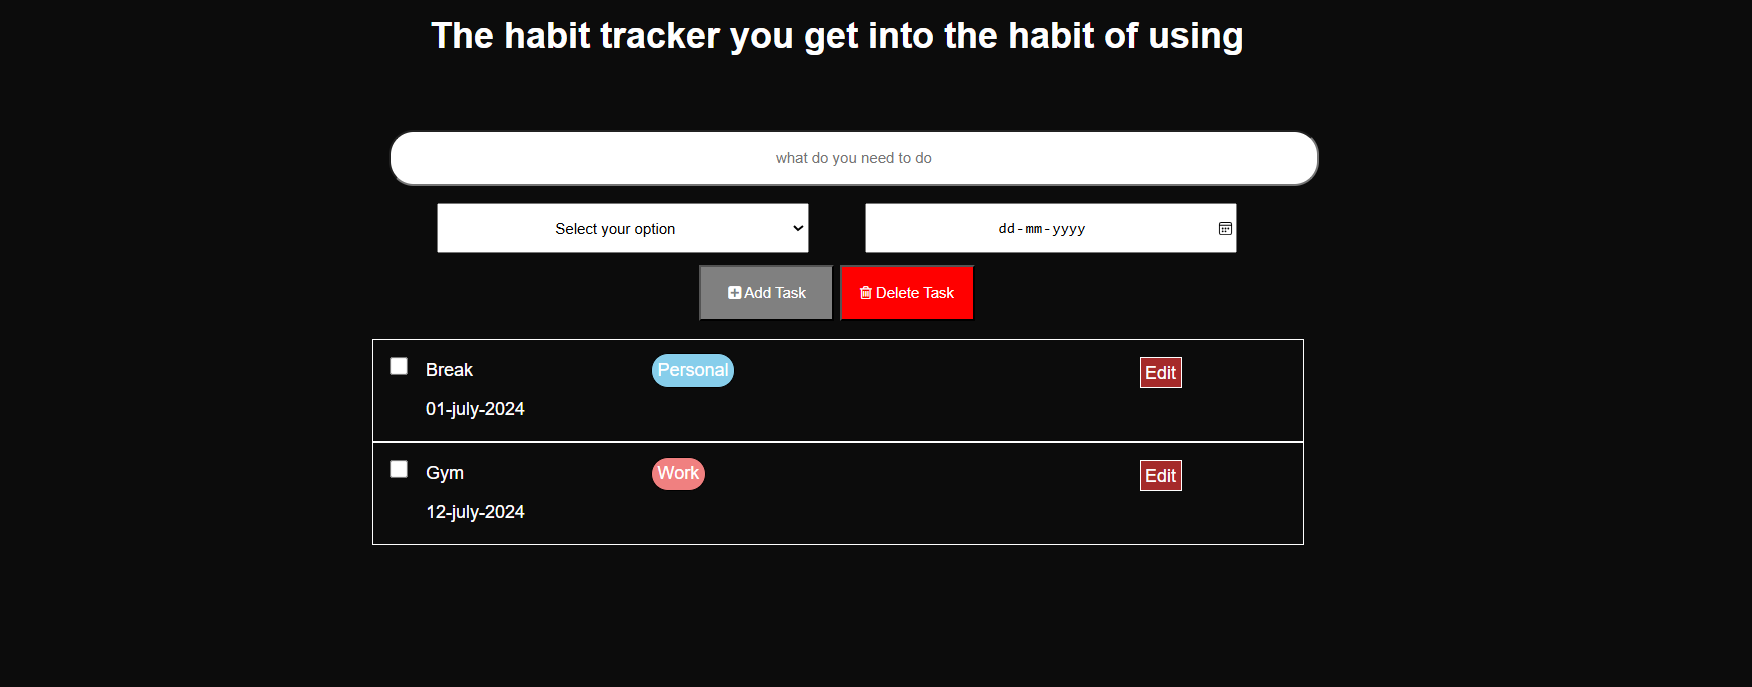 The habit tracker you get into the habit of using
what do you need to do
Select your option
dd-mm-yyyy
Add Task
Delete Task
Break
Personal
Edit
01-july-2024
Gym
Work
Edit
12-july-2024